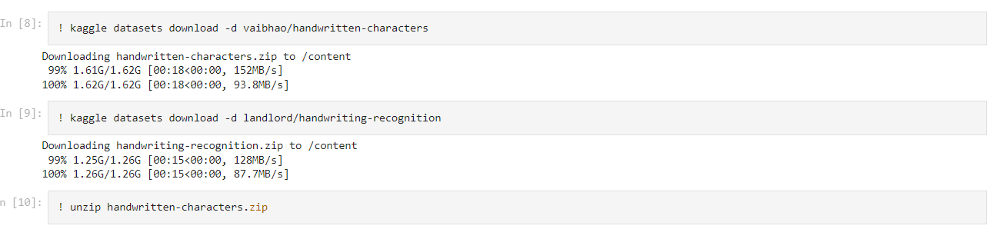 In [8]:
! kaggle datasets download -d vaibhao/handwritten-characters
Downloading handwritten-characters.zip to /content
99% 1.61G/1.62G [00:18<00:00, 152MB/s]
100% 1.62G/1.62G [00:18<00:00, 93.8MB/s]
In [9]:
! kaggle datasets download -d landlord/handwriting-recognition
Downloading handwriting-recognition.zip to /content
99% 1.25G/1.26G [00:15<00:00, 128MB/s]
100% 1.26G/1.26G [00:15<00:00, 87.7MB/s]
n [10]:
! unzip handwritten-characters.zip